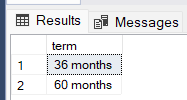 Results Messages
term
1 36 months
2 60 months